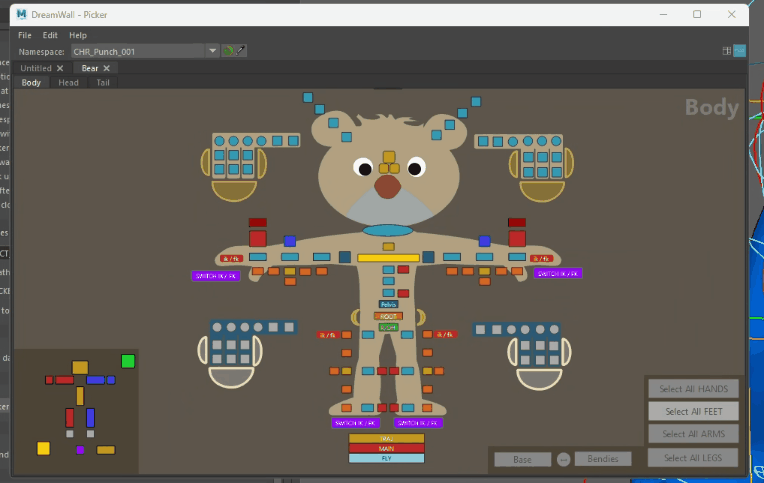 DreamWall - Picker
File Edit Help
Namespace: CHR_Punch_001
Untitled Bear
Body Head Tail
Body
ik / fk ik / fk
SWITCH IK / FK SWITCH IK / FK
Pelvis
ROOT
ik / fk ik / fk
SWITCH IK / FK SWITCH IK / FK
MAIN
FLY
Select All HANDS
Select All FEET
Select All ARMS
Select All LEGS
Base Bendies